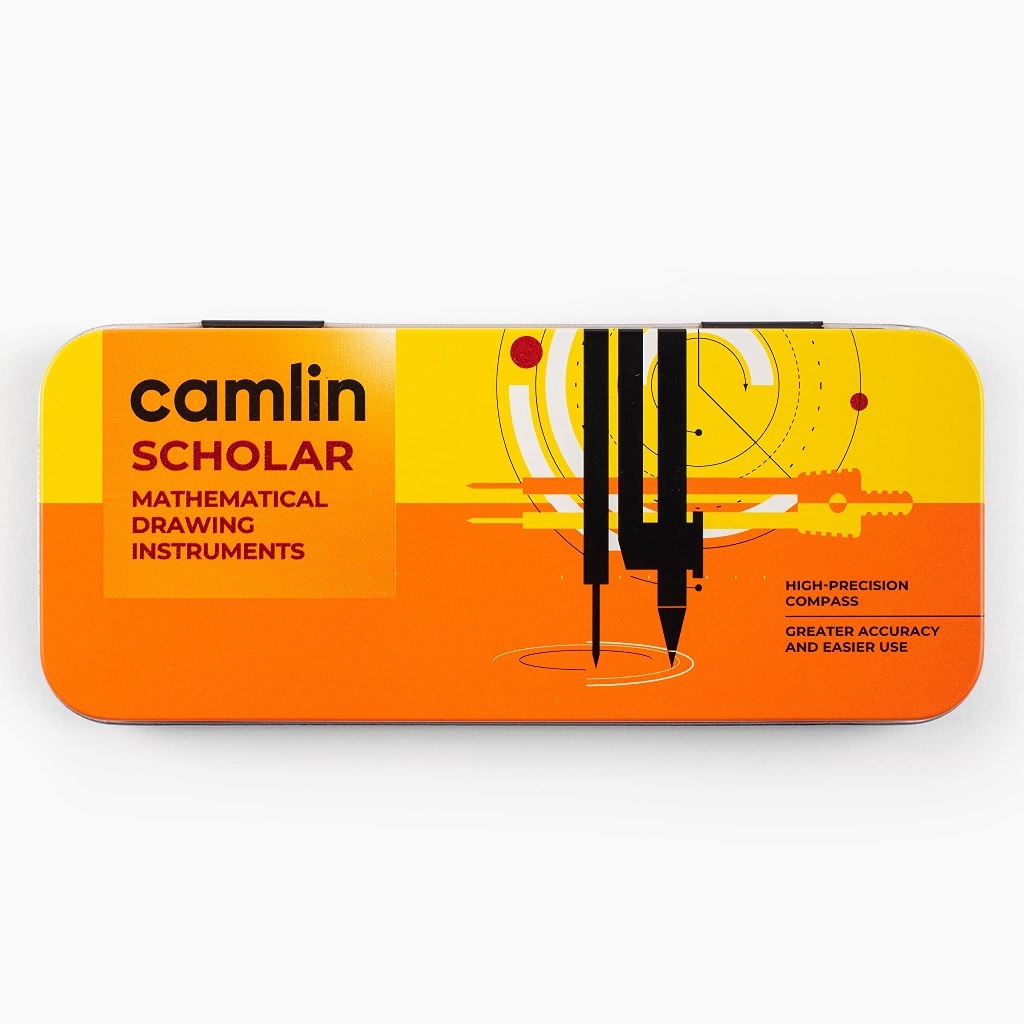 camlin
SCHOLAR
MATHEMATICAL
DRAWING
INSTRUMENTS
HIGH-PRECISION
COMPASS
GREATER ACCURACY
AND EASIER USE